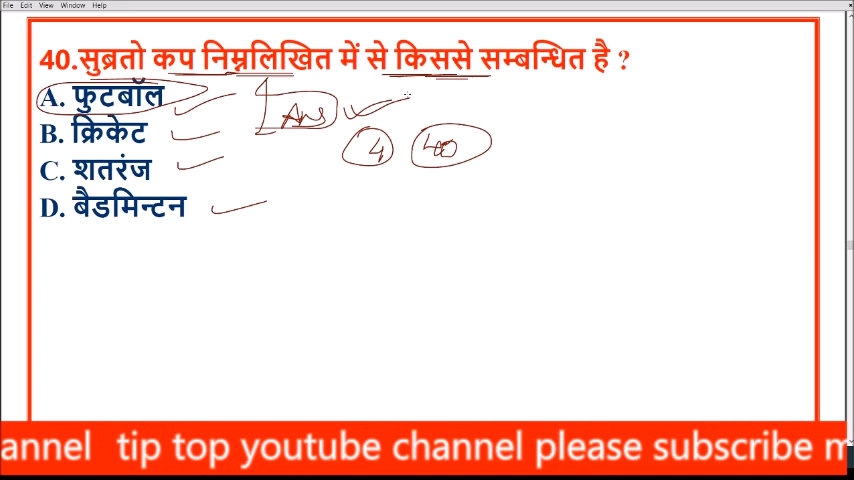 File Edit View Window Help
40.सुब्रतो कप निम्नलिखित में से किससे सम्बन्धित है ?
A. फुटबॉल
Ans
B. क्रिकेट
4 40
C. शतरंज
D. बैडमिन्टन
annel tip top youtube channel please subscribe m